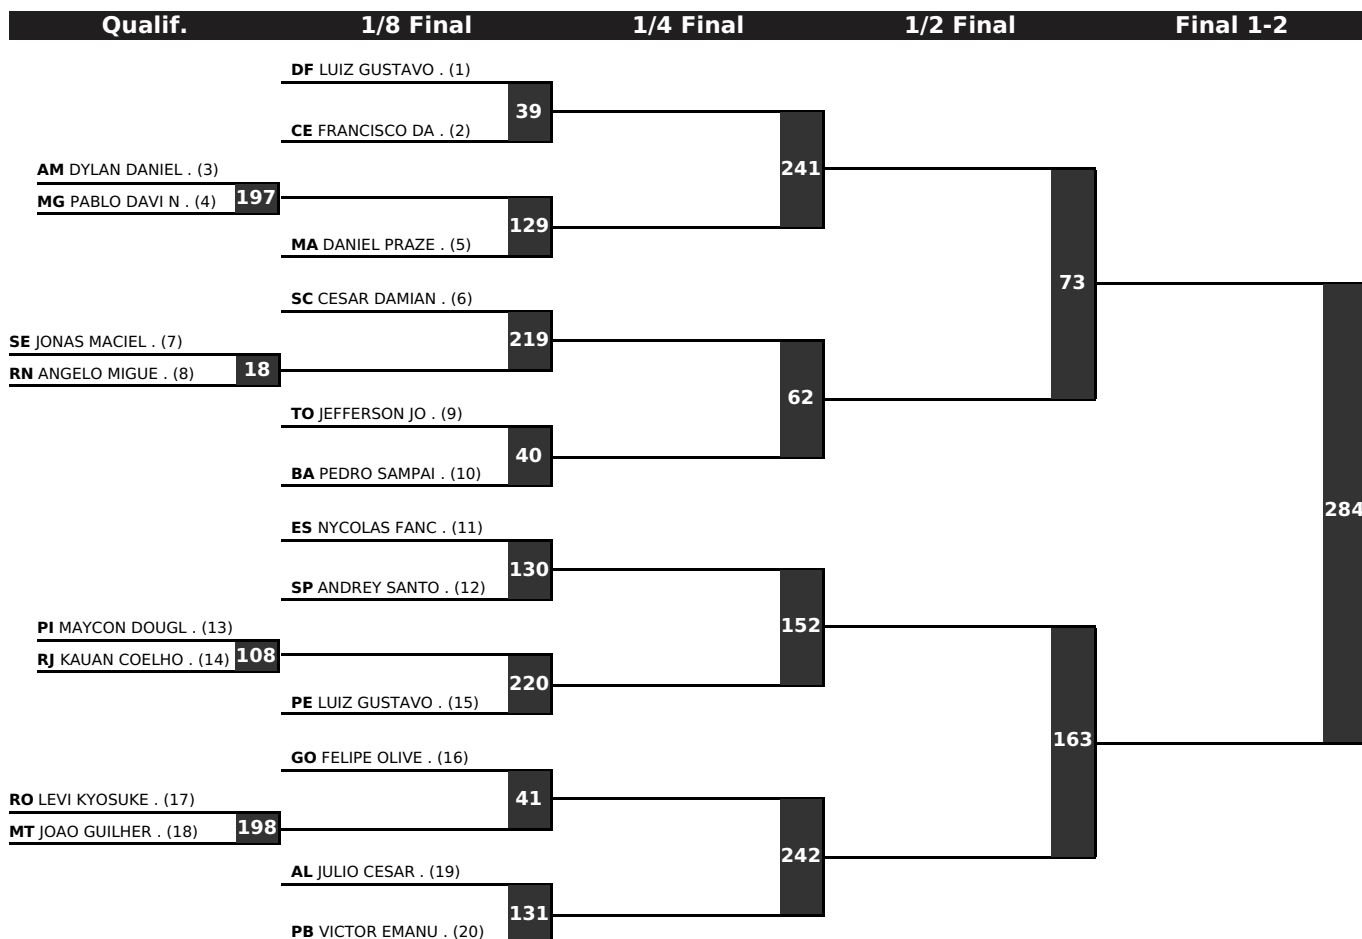 Qualif. 1/8 Final 1/4 Final 1/2 Final Final 1-2
DF LUIZ GUSTAVO . (1)
39
CE FRANCISCO DA . (2)
241
AM DYLAN DANIEL . (3)
197
MG PABLO DAVI N . (4)
129
MA DANIEL PRAZE . (5)
73
SC CESAR DAMIAN . (6)
219
SE JONAS MACIEL . (7)
18
RN ANGELO MIGUE . (8)
62
TO JEFFERSON JO . (9)
40
BA PEDRO SAMPAI . (10)
284
ES NYCOLAS FANC . (11)
130
SP ANDREY SANTO . (12)
152
PI MAYCON DOUGL . (13)
108
RJ KAUAN COELHO . (14)
220
PE LUIZ GUSTAVO . (15)
163
GO FELIPE OLIVE . (16)
41
RO LEVI KYOSUKE . (17)
198
MT JOAO GUILHER . (18)
242
AL JULIO CESAR . (19)
131
PB VICTOR EMANU . (20)